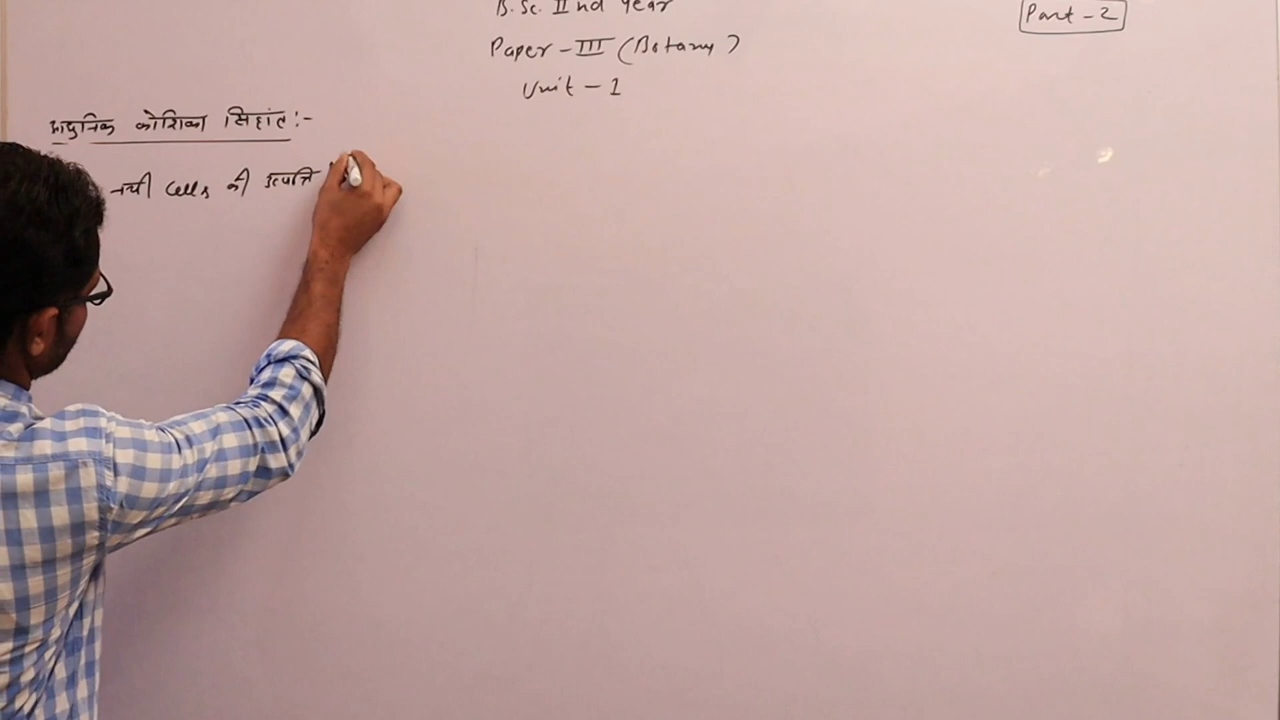 B.Sc. IInd Year
Part - 2
Paper - III (Botany)
Unit - 1
आधुनिक कोशिका सिद्धांत :-
नयी Cells की उत्पत्ति